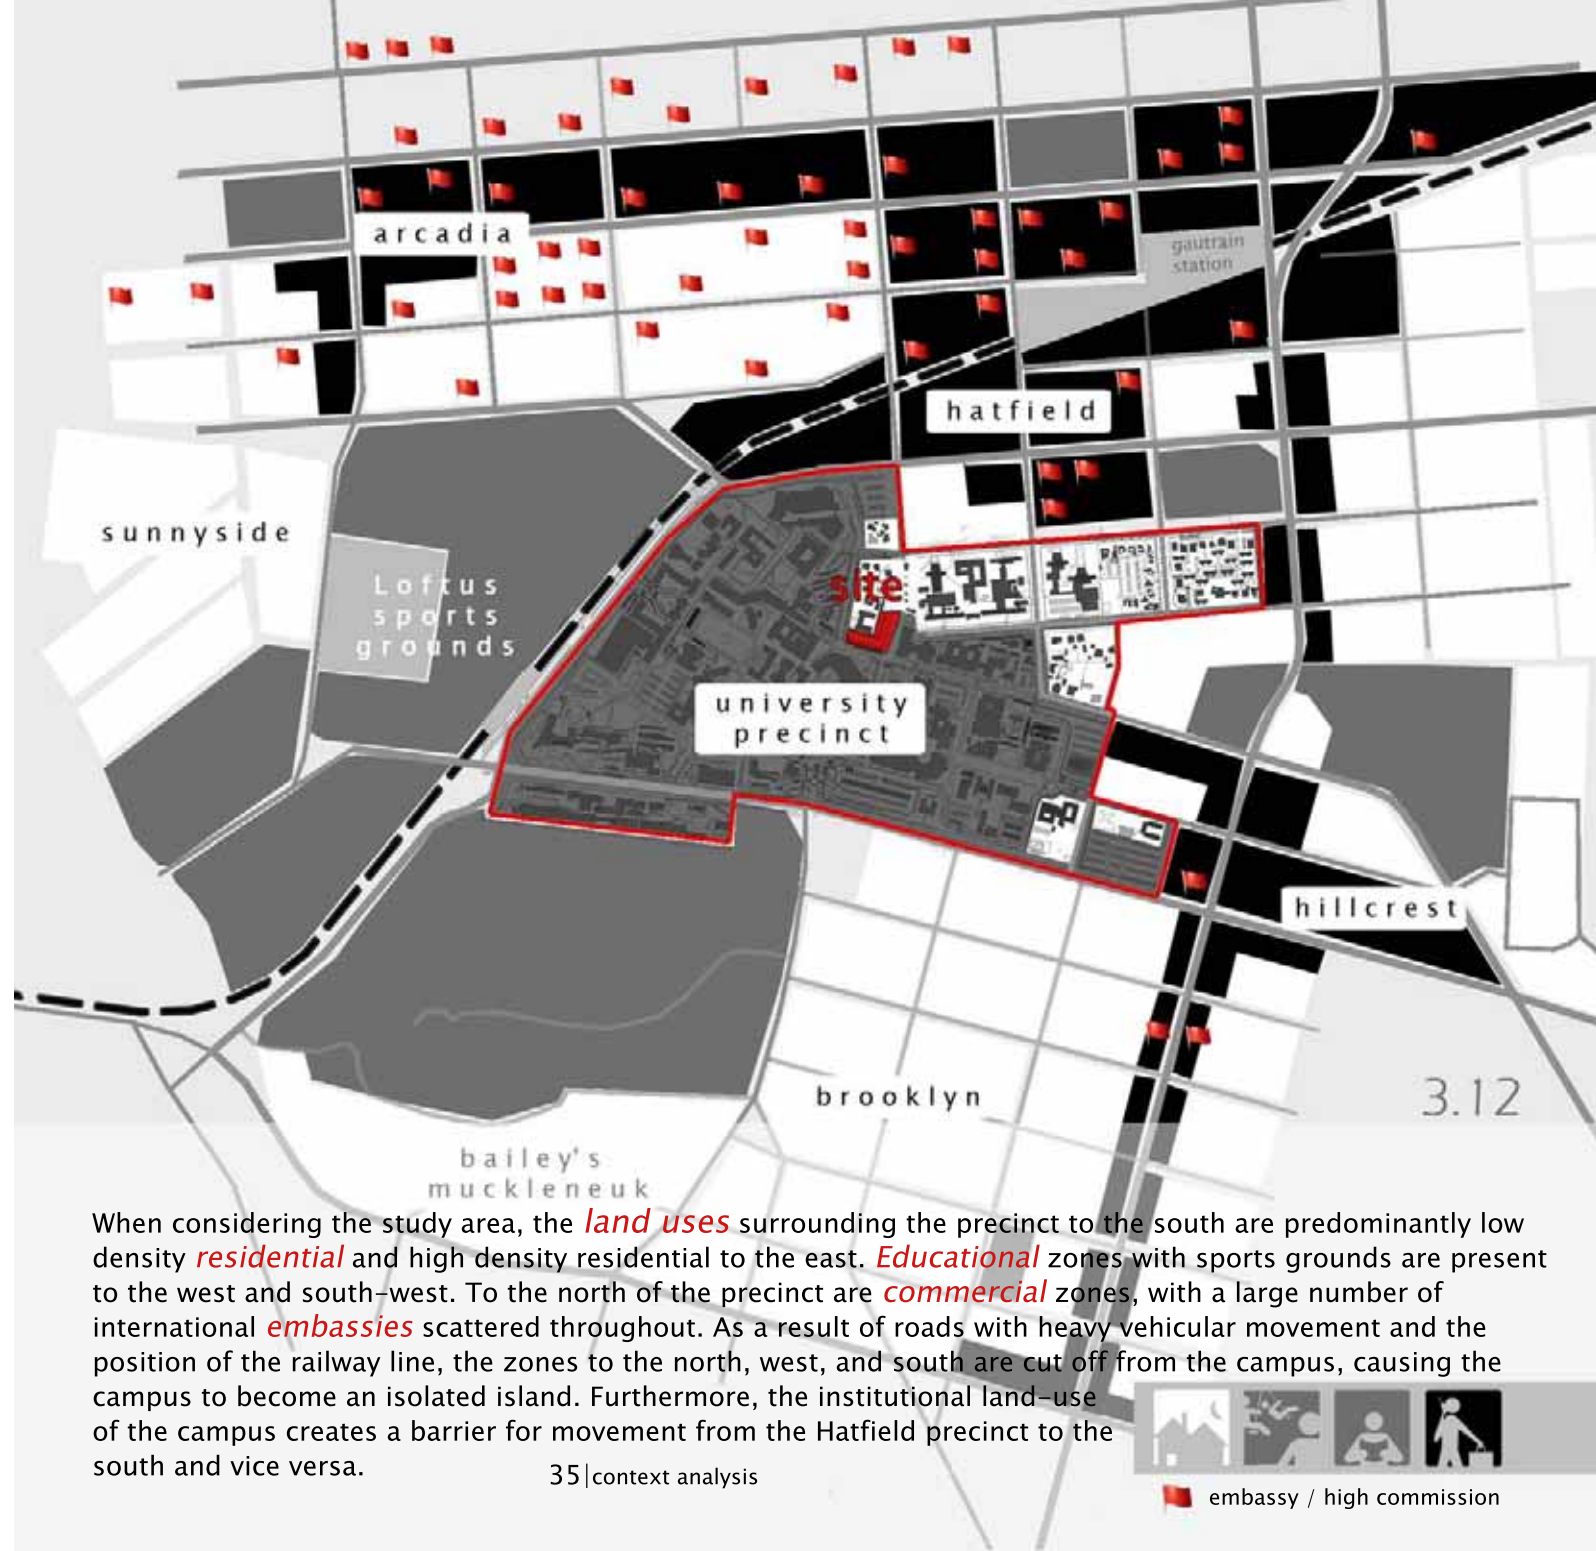 arcadia
gautrain
station
hatfield
sunnyside
Loftus
sports
grounds
site
university
precinct
hillcrest
brooklyn
3.12
bailey's
muckleneuk
When considering the study area, the land uses surrounding the precinct to the south are predominantly low
density residential and high density residential to the east. Educational zones with sports grounds are present
to the west and south-west. To the north of the precinct are commercial zones, with a large number of
international embassies scattered throughout. As a result of roads with heavy vehicular movement and the
position of the railway line, the zones to the north, west, and south are cut off from the campus, causing the
campus to become an isolated island. Furthermore, the institutional land-use
of the campus creates a barrier for movement from the Hatfield precinct to the
south and vice versa.
35|context analysis
embassy / high commission